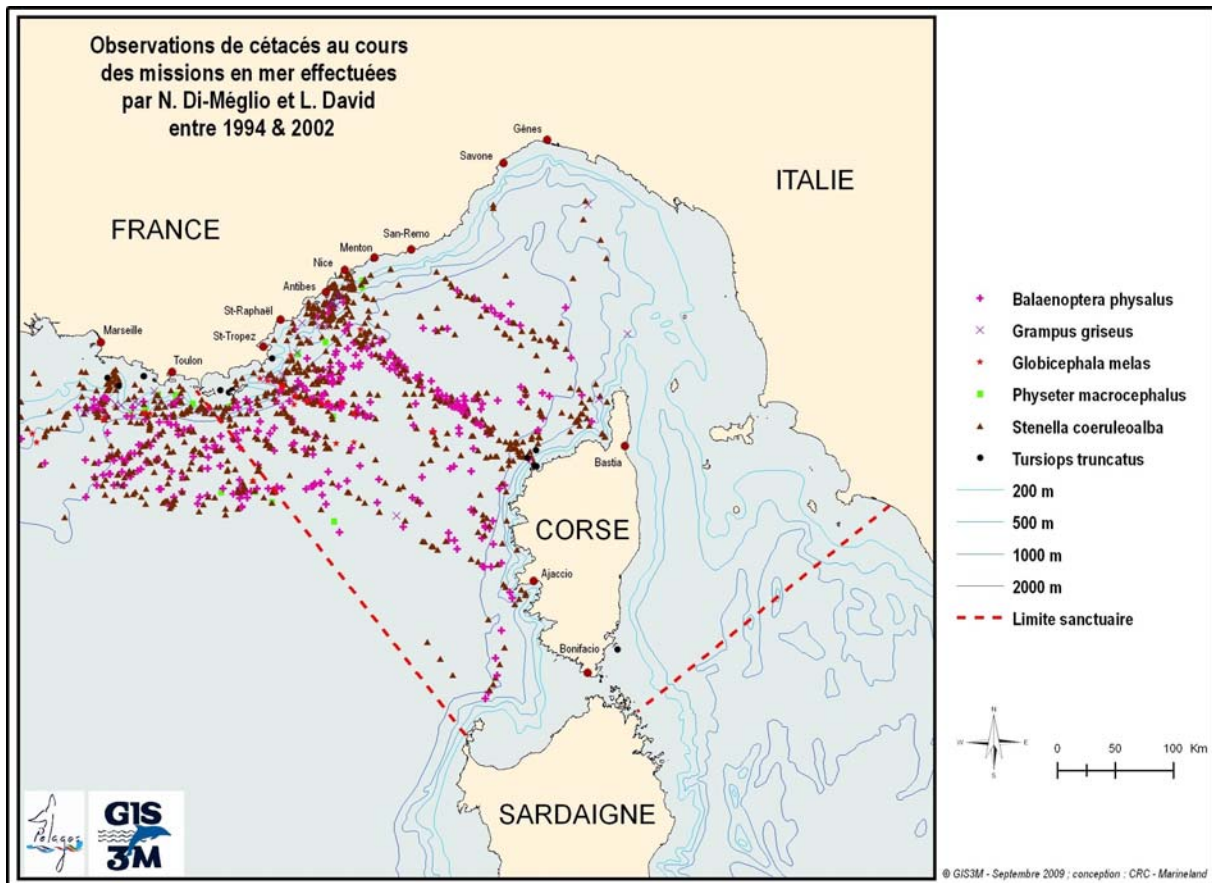 Observations de cétacés au cours
des missions en mer effectuées
par N. Di-Méglio et L. David
entre 1994 & 2002
Gênes
Savone
ITALIE
FRANCE
San-Remo
Menton
Nice
Antibes
St-Raphaël
St-Tropez
Marseille
Toulon
Bastia
CORSE
Ajaccio
Bonifacio
SARDAIGNE
Balaenoptera physalus
Grampus griseus
Globicephala melas
Physeter macrocephalus
Stenella coeruleoalba
Tursiops truncatus
200 m
500 m
1000 m
2000 m
Limite sanctuaire
N
W E
S
0 50 100 Km
Pelagos
GIS
3M
© GIS3M - Septembre 2009 ; conception : CRC - Marineland